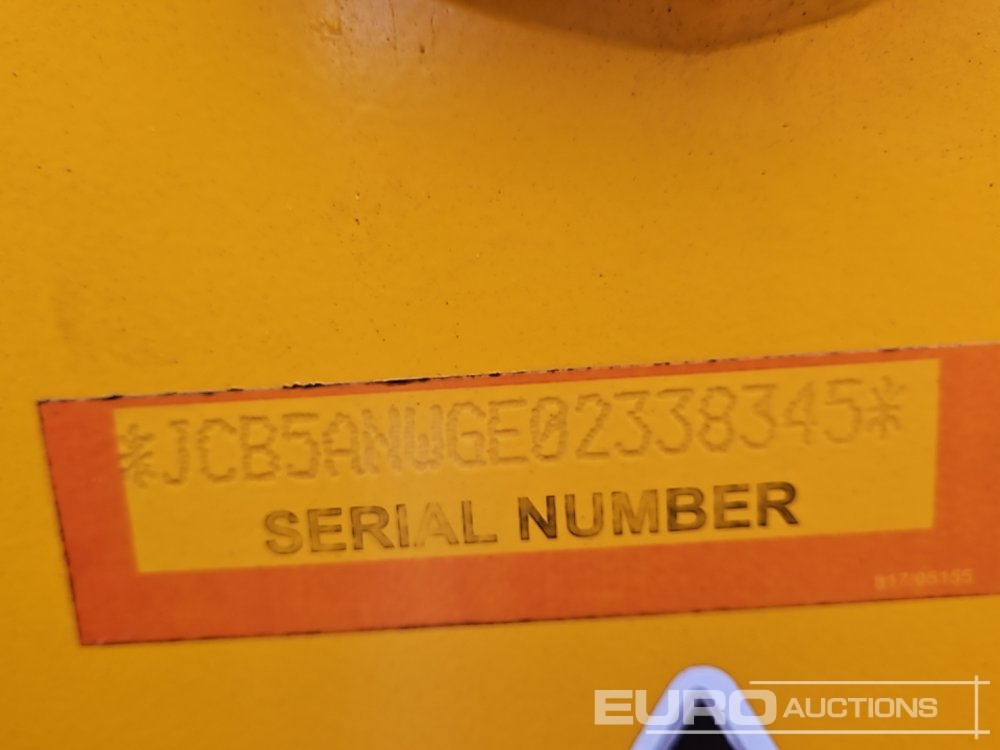 *JCB5ANWGE02338345*
SERIAL NUMBER
817/05155
EURO AUCTIONS